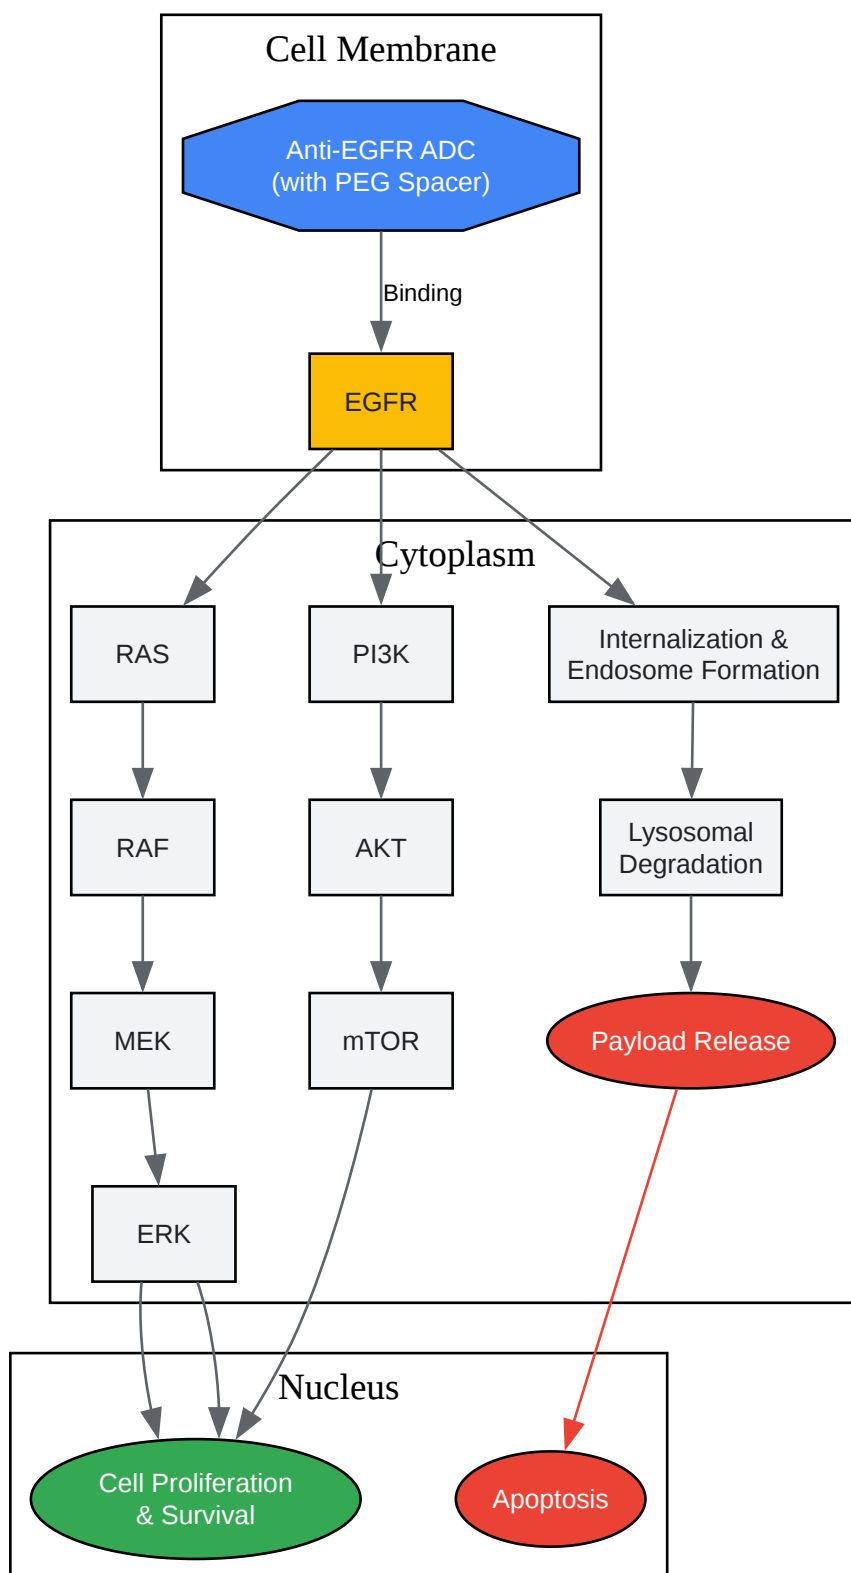 Cell Membrane
Anti-EGFR ADC
(with PEG Spacer)
Binding
EGFR
Cytoplasm
RAS
PI3K
Internalization &
Endosome Formation
RAF
AKT
Lysosomal
Degradation
MEK
mTOR
Payload Release
ERK
Nucleus
Cell Proliferation
& Survival
Apoptosis